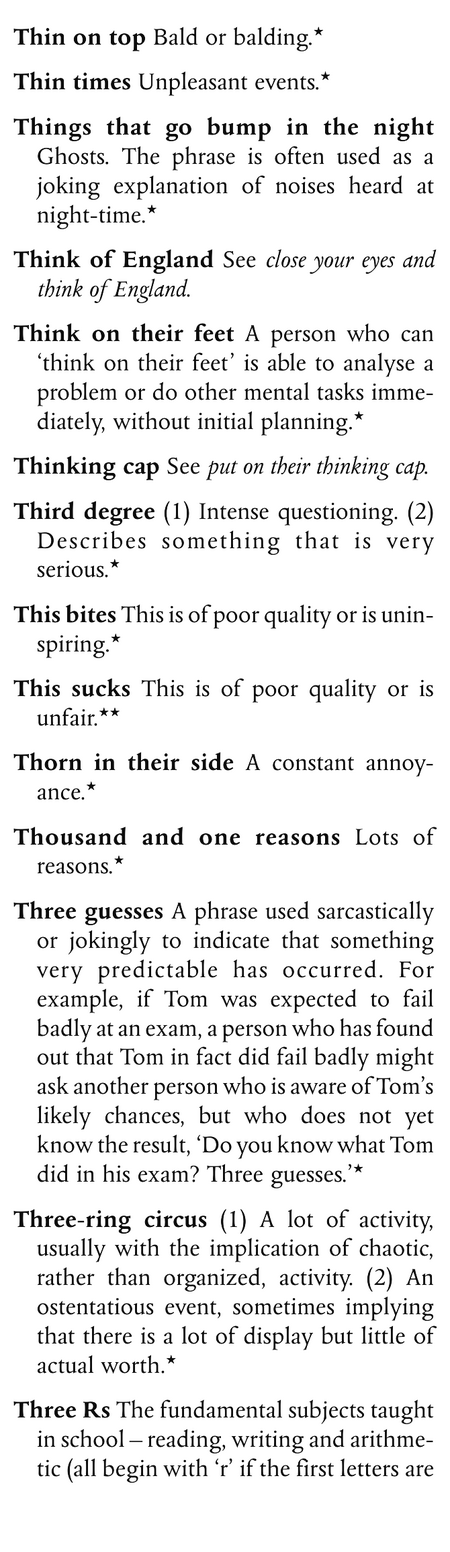 Thin on top Bald or balding.★
Thin times Unpleasant events.★
Things that go bump in the night
Ghosts. The phrase is often used as a
joking explanation of noises heard at
night-time.★
Think of England See close your eyes and
think of England.
Think on their feet A person who can
‘think on their feet’ is able to analyse a
problem or do other mental tasks imme-
diately, without initial planning.★
Thinking cap See put on their thinking cap.
Third degree (1) Intense questioning. (2)
Describes something that is very
serious.★
This bites This is of poor quality or is unin-
spiring.★
This sucks This is of poor quality or is
unfair.★★
Thorn in their side A constant annoy-
ance.★
Thousand and one reasons Lots of
reasons.★
Three guesses A phrase used sarcastically
or jokingly to indicate that something
very predictable has occurred. For
example, if Tom was expected to fail
badly at an exam, a person who has found
out that Tom in fact did fail badly might
ask another person who is aware of Tom’s
likely chances, but who does not yet
know the result, ‘Do you know what Tom
did in his exam? Three guesses.’★
Three-ring circus (1) A lot of activity,
usually with the implication of chaotic,
rather than organized, activity. (2) An
ostentatious event, sometimes implying
that there is a lot of display but little of
actual worth.★
Three Rs The fundamental subjects taught
in school – reading, writing and arithme-
tic (all begin with ‘r’ if the first letters are